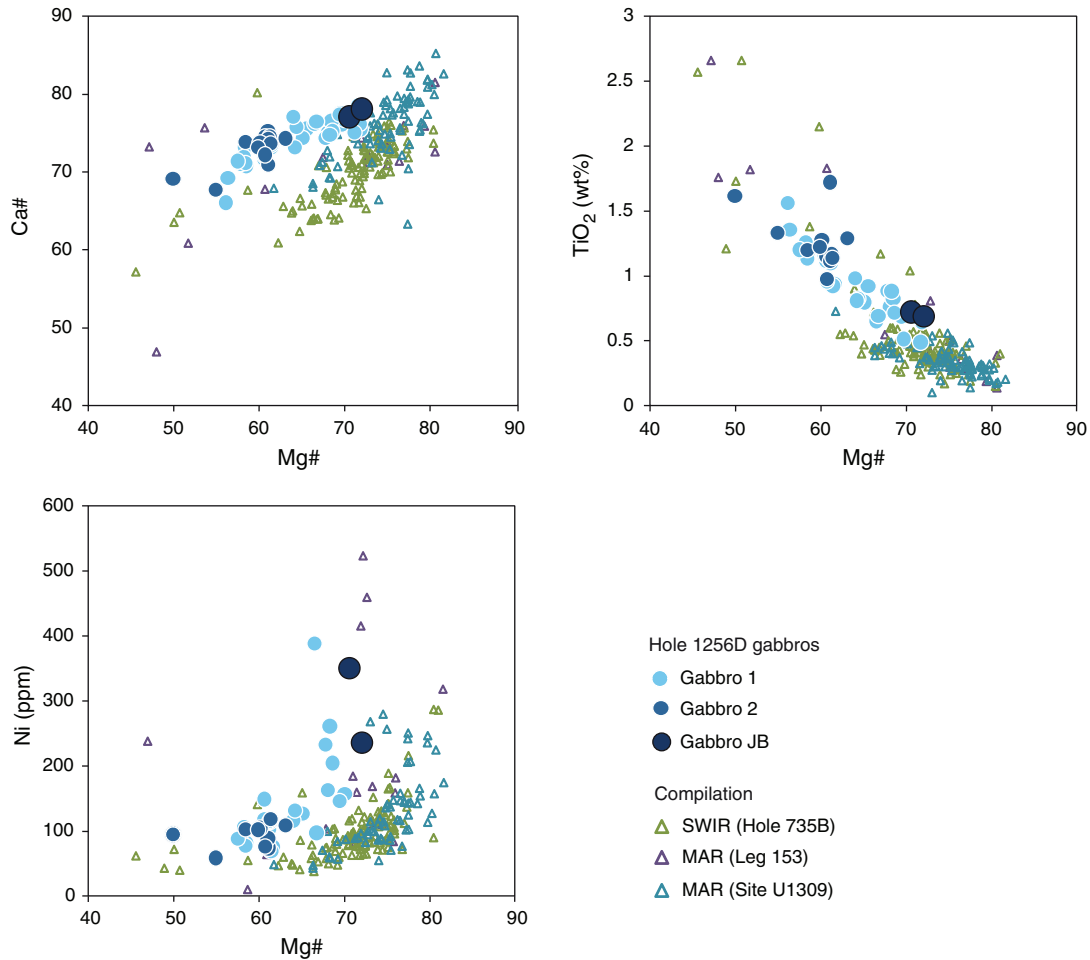 90
80
70
60
50
40
Ca#
40 50 60 70 80 90
Mg#
3
2.5
2
1.5
1
0.5
0
TiO2 (wt%)
40 50 60 70 80 90
Mg#
600
500
400
300
200
100
0
Ni (ppm)
40 50 60 70 80 90
Mg#
Hole 1256D gabbros
Gabbro 1
Gabbro 2
Gabbro JB
Compilation
SWIR (Hole 735B)
MAR (Leg 153)
MAR (Site U1309)